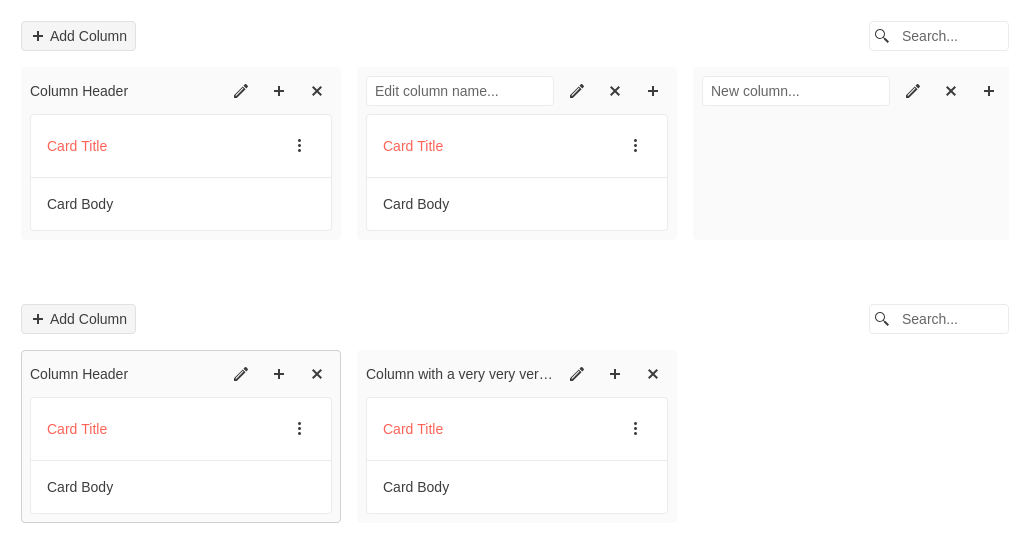 Add Column
Search...
Column Header
Edit column name...
New column...
Card Title
Card Title
Card Body
Card Body
Add Column
Search...
Column Header
Column with a very very ver…
Card Title
Card Title
Card Body
Card Body